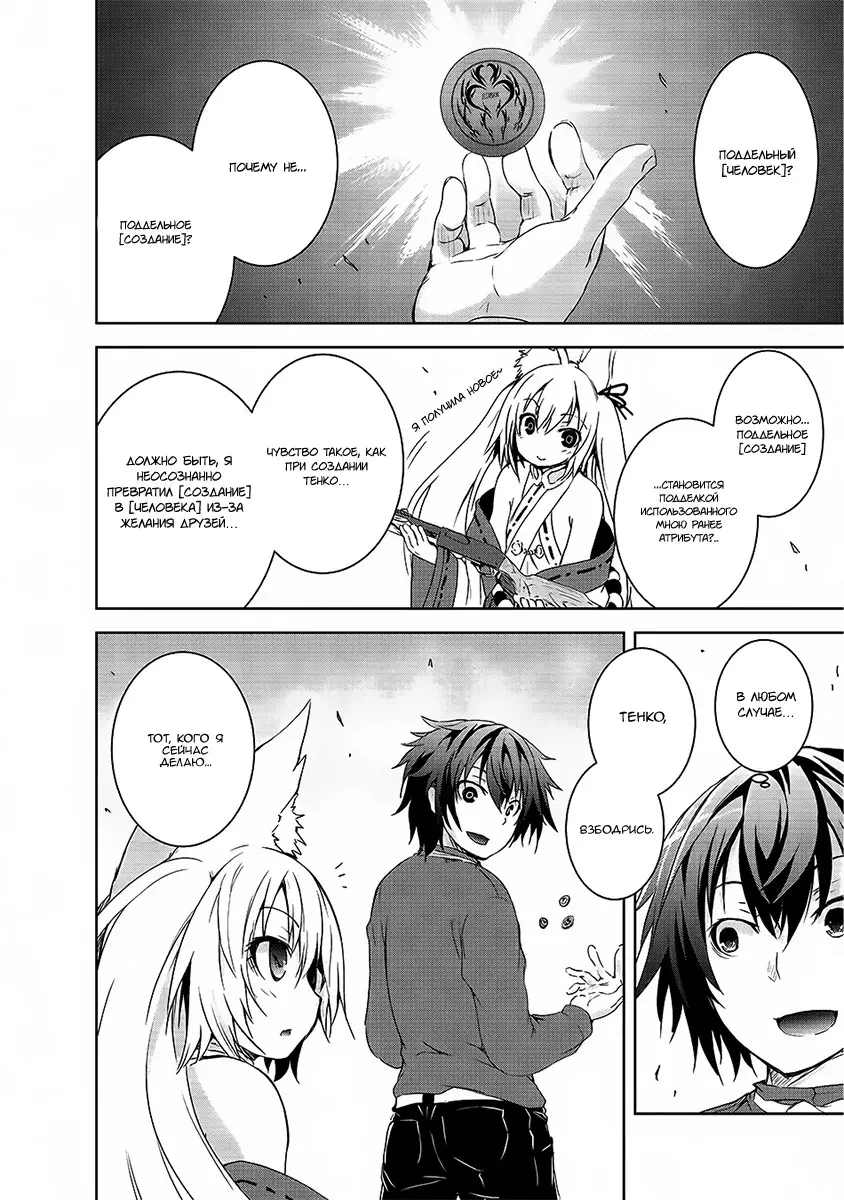 ПОДДЕЛЬНЫЙ
[ЧЕЛОВЕК]?
ПОЧЕМУ НЕ...
ПОДДЕЛЬНОЕ
[СОЗДАНИЕ]?
ВОЗМОЖНО...
ПОДДЕЛЬНОЕ
[СОЗДАНИЕ]
...СТАНОВИТСЯ
ПОДДЕЛКОЙ
ИСПОЛЬЗОВАННОГО
МНОЮ РАНЕЕ
АТРИБУТА?..
Я ПОЛУЧИЛА НОВОЕ~
ЧУВСТВО ТАКОЕ, КАК
ПРИ СОЗДАНИИ
ТЕНКО...
ДОЛЖНО БЫТЬ, Я
НЕОСОЗНАННО
ПРЕВРАТИЛ [СОЗДАНИЕ]
В [ЧЕЛОВЕКА] ИЗ-ЗА
ЖЕЛАНИЯ ДРУЗЕЙ...
В ЛЮБОМ
СЛУЧАЕ...
ТЕНКО,
ВЗБОДРИСЬ.
ТОТ, КОГО Я
СЕЙЧАС
ДЕЛАЮ...